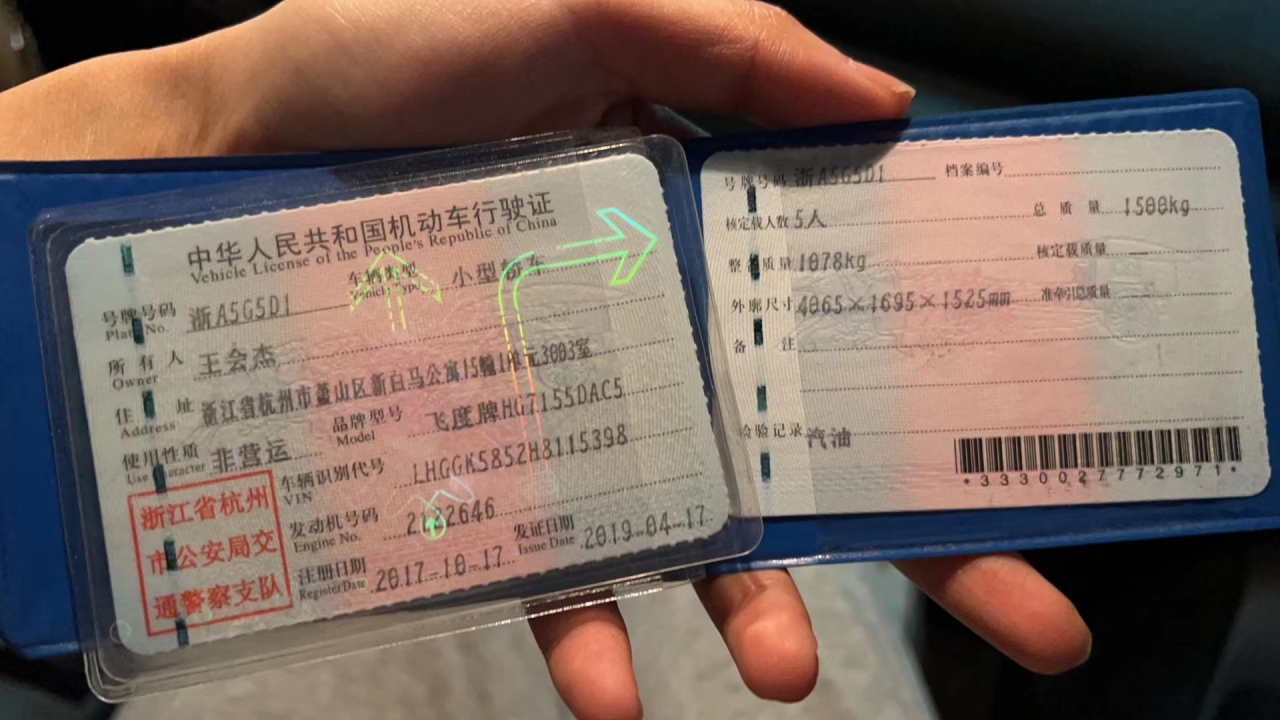 中华人民共和国机动车行驶证
Vehicle License of the People's Republic of China
号牌号码 浙A5G5D1 车辆类型 小型轿车
Plate No. Vehicle Type
所有人 王会杰
Owner
住址 浙江省杭州市萧山区新白马公寓15幢1单元3003室
Address
使用性质 非营运 品牌型号 飞度牌HG7155DAC5
Use Character Model
车辆识别代号 LHGGK5852H8115398
VIN
发动机号码
Engine No.
注册日期 2017-10-17 发证日期 2019-04-17
Register Date Issue Date
浙江省杭州
市公安局交
通警察支队
号牌号码 浙A5G5D1 档案编号
核定载人数 5人 总质量 1500kg
整备质量 1078kg 核定载质量
外廓尺寸 4065×1695×1525mm 准牵引总质量
备注
检验记录 汽油
*3330027772971*